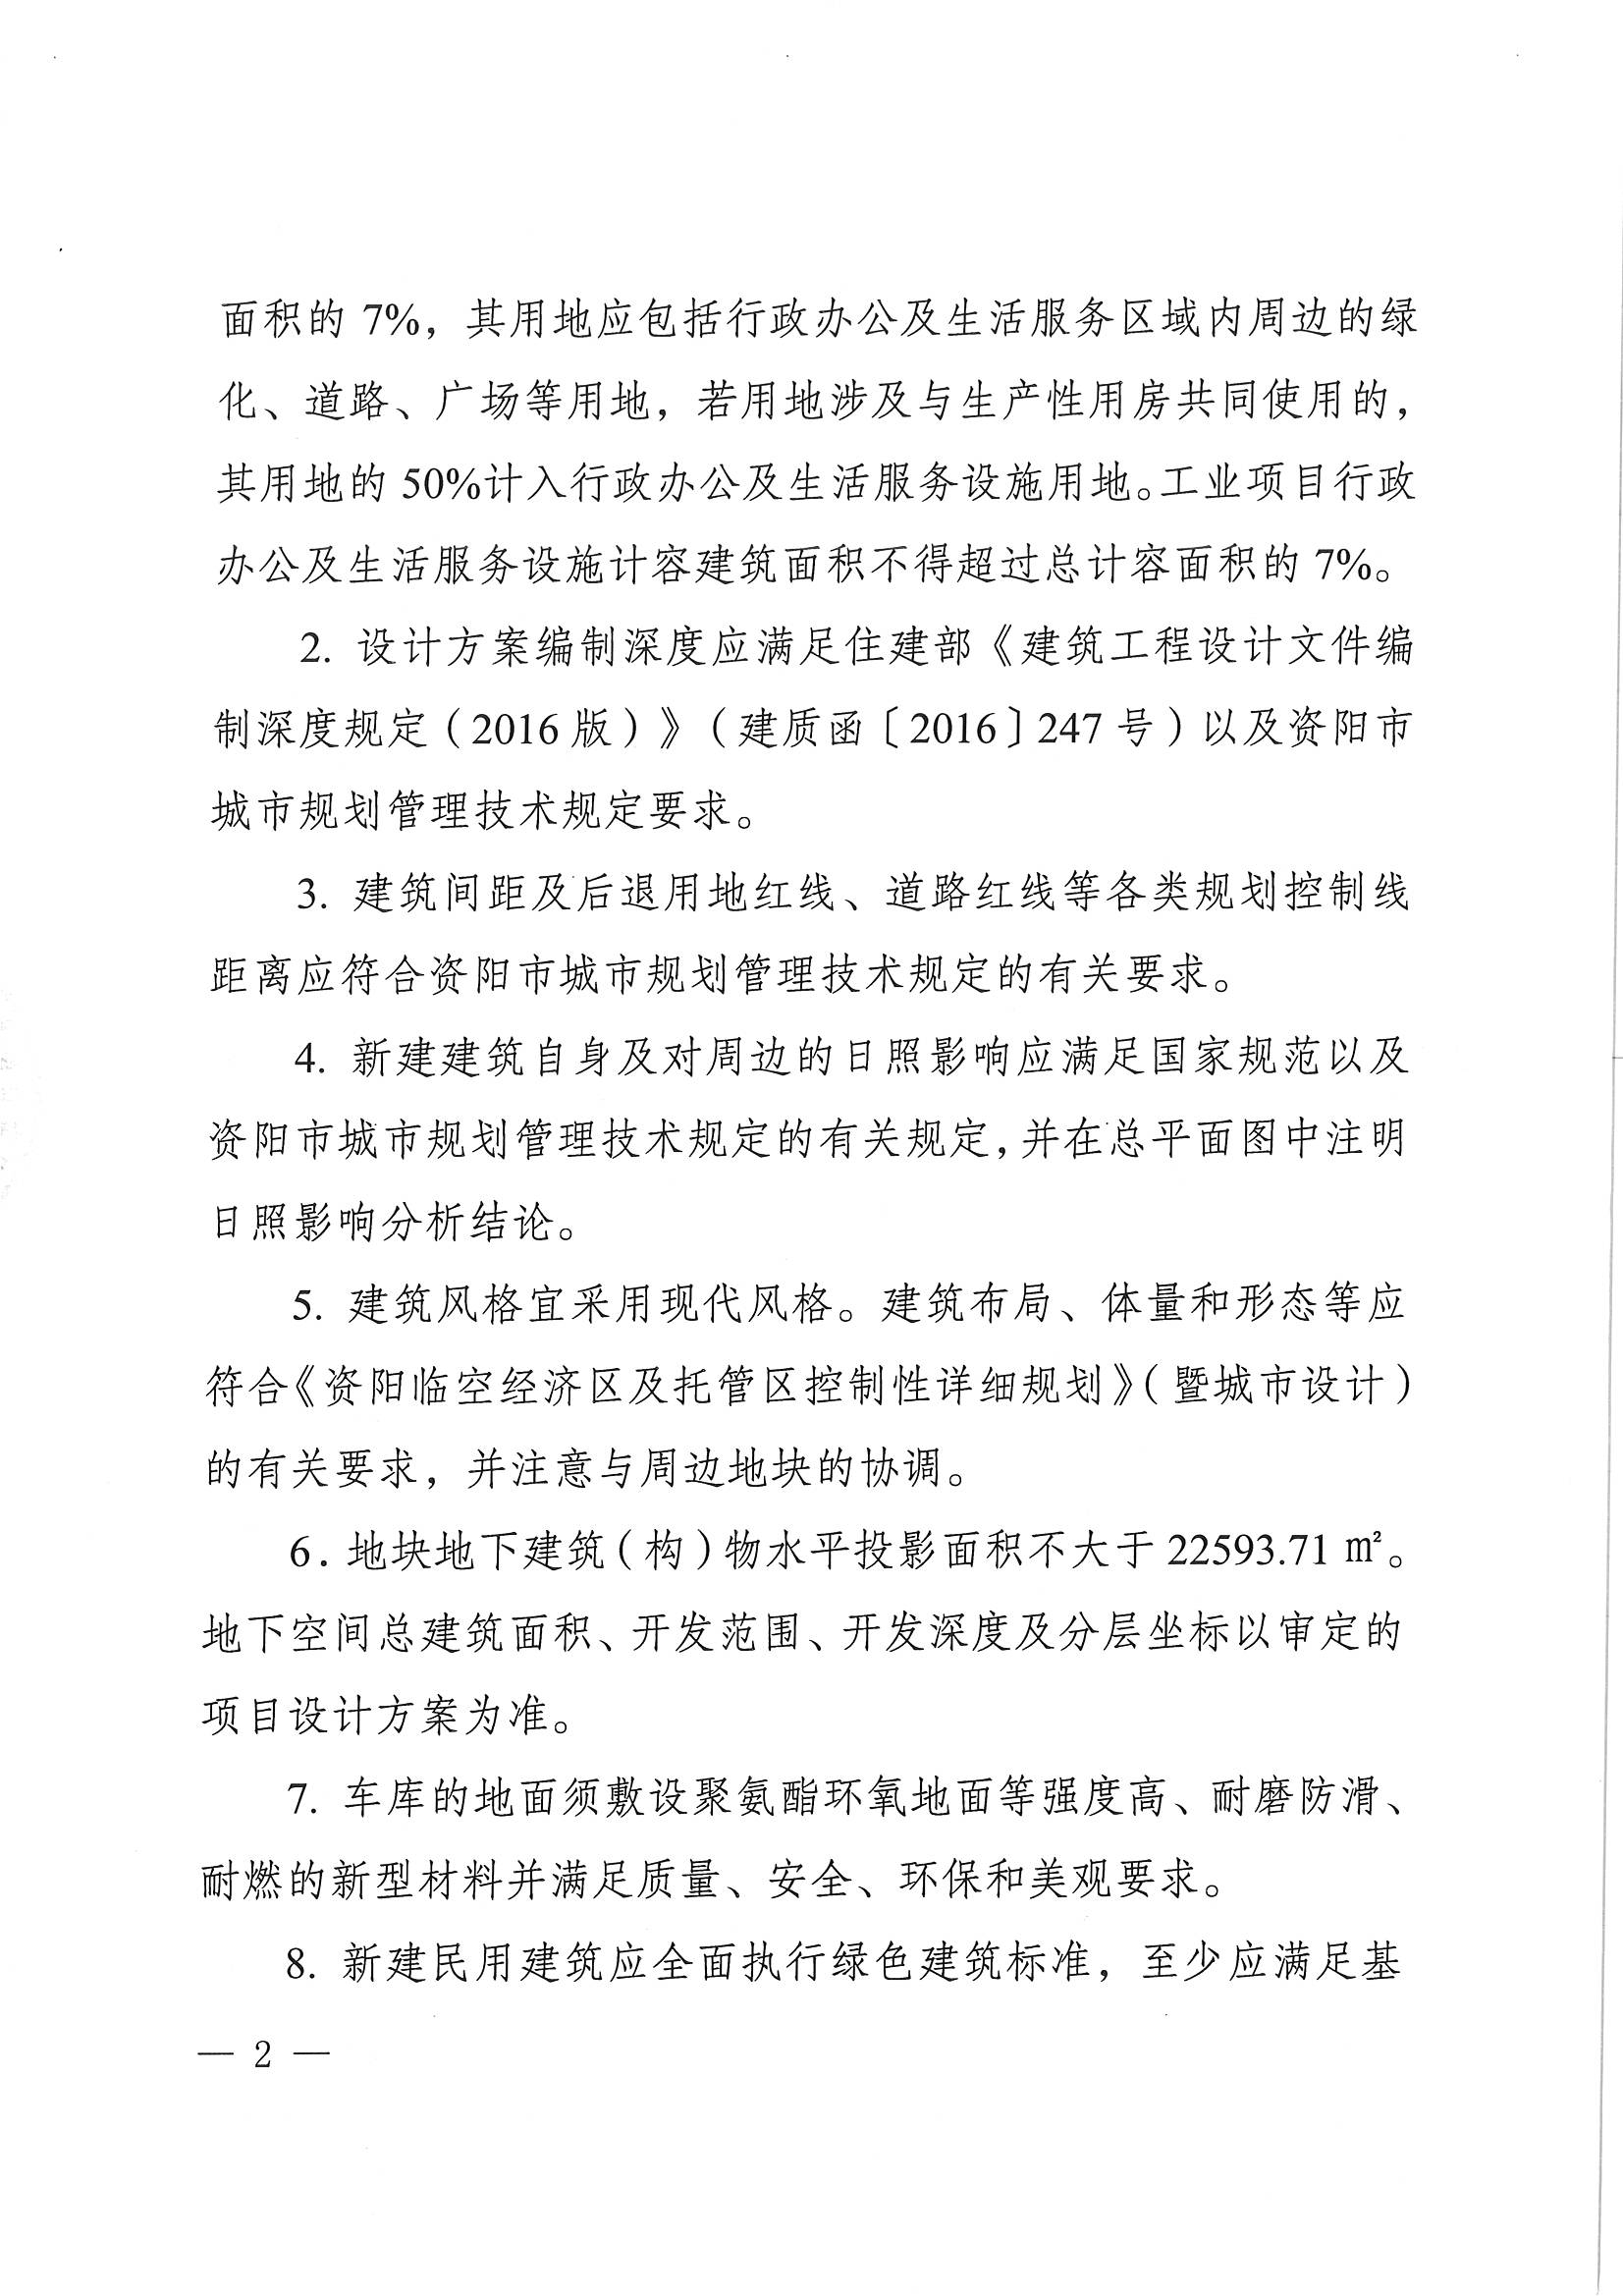 面积的 7%，其用地应包括行政办公及生活服务区域内周边的绿
化、道路、广场等用地，若用地涉及与生产性用房共同使用的，
其用地的 50%计入行政办公及生活服务设施用地。工业项目行政
办公及生活服务设施计容建筑面积不得超过总计容面积的 7%。
2. 设计方案编制深度应满足住建部《建筑工程设计文件编
制深度规定（2016 版）》（建质函〔2016〕247 号）以及资阳市
城市规划管理技术规定要求。
3. 建筑间距及后退用地红线、道路红线等各类规划控制线
距离应符合资阳市城市规划管理技术规定的有关要求。
4. 新建建筑自身及对周边的日照影响应满足国家规范以及
资阳市城市规划管理技术规定的有关规定，并在总平面图中注明
日照影响分析结论。
5. 建筑风格宜采用现代风格。建筑布局、体量和形态等应
符合《资阳临空经济区及托管区控制性详细规划》（暨城市设计）
的有关要求，并注意与周边地块的协调。
6. 地块地下建筑（构）物水平投影面积不大于 22593.71 ㎡。
地下空间总建筑面积、开发范围、开发深度及分层坐标以审定的
项目设计方案为准。
7. 车库的地面须敷设聚氨酯环氧地面等强度高、耐磨防滑、
耐燃的新型材料并满足质量、安全、环保和美观要求。
8. 新建民用建筑应全面执行绿色建筑标准，至少应满足基
— 2 —